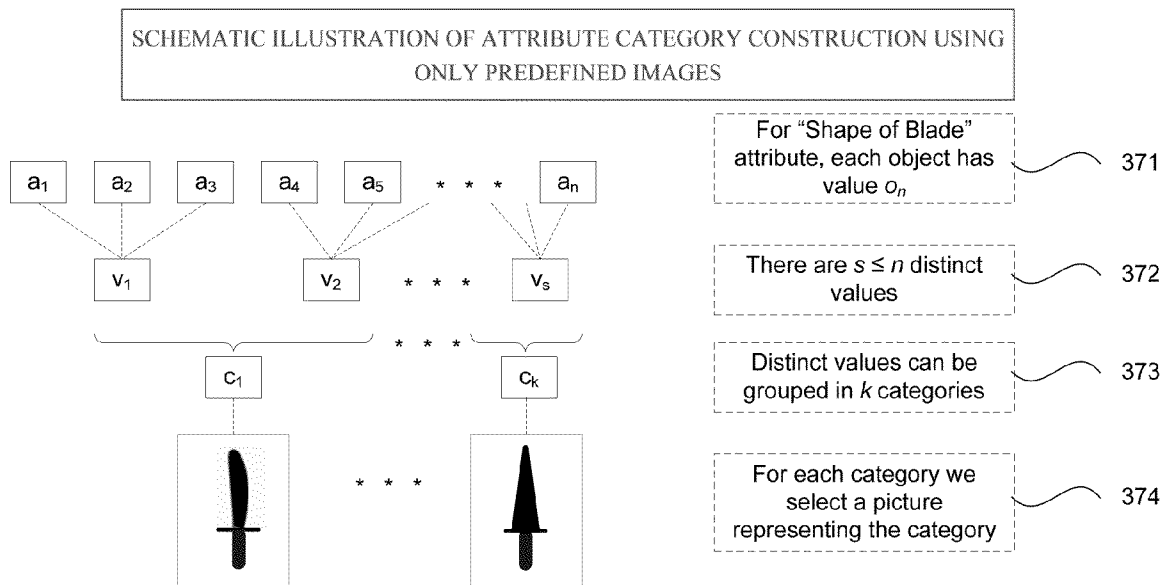 SCHEMATIC ILLUSTRATION OF ATTRIBUTE CATEGORY CONSTRUCTION USING
ONLY PREDEFINED IMAGES
a₁ a₂ a₃ a₄ a₅ * * * aₙ
v₁ v₂ * * * vₛ
* * *
c₁ cₖ
* * *
For “Shape of Blade”
attribute, each object has
value oₙ
371
There are s ≤ n distinct
values
372
Distinct values can be
grouped in k categories
373
For each category we
select a picture
representing the category
374